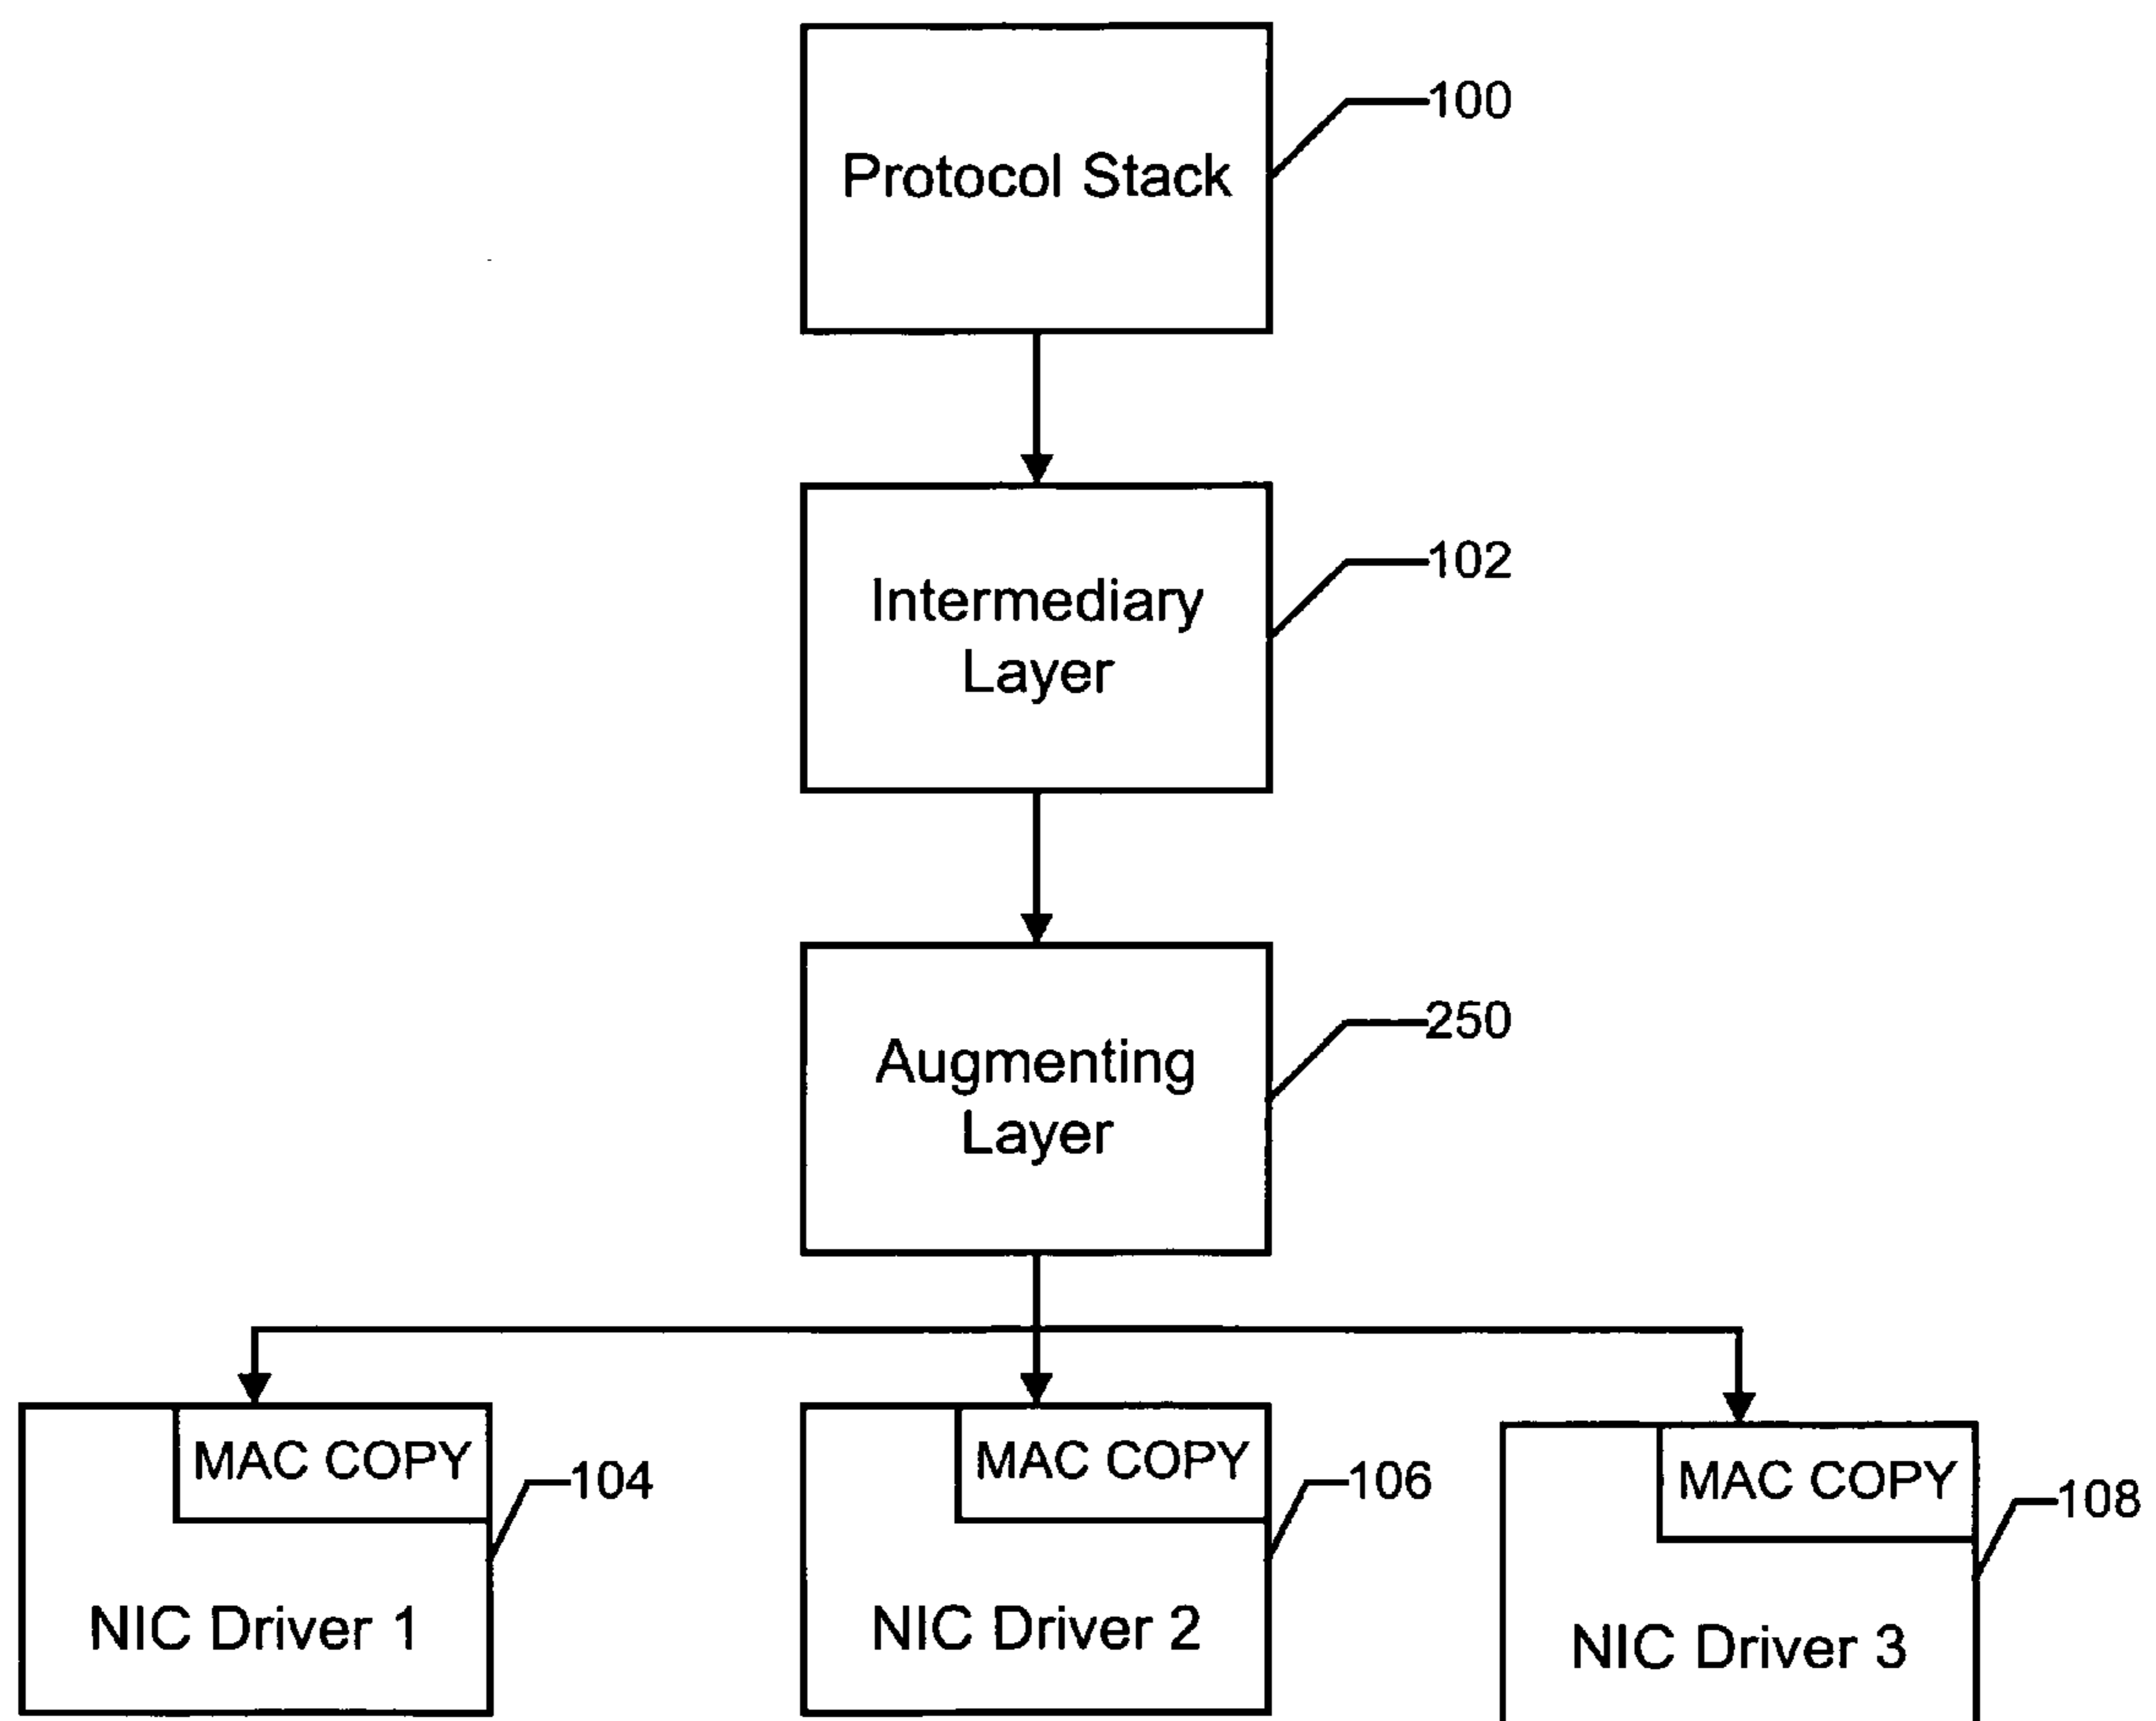 Protocol Stack
100
Intermediary
Layer
102
Augmenting
Layer
250
MAC COPY
104
NIC Driver 1
MAC COPY
106
NIC Driver 2
MAC COPY
108
NIC Driver 3